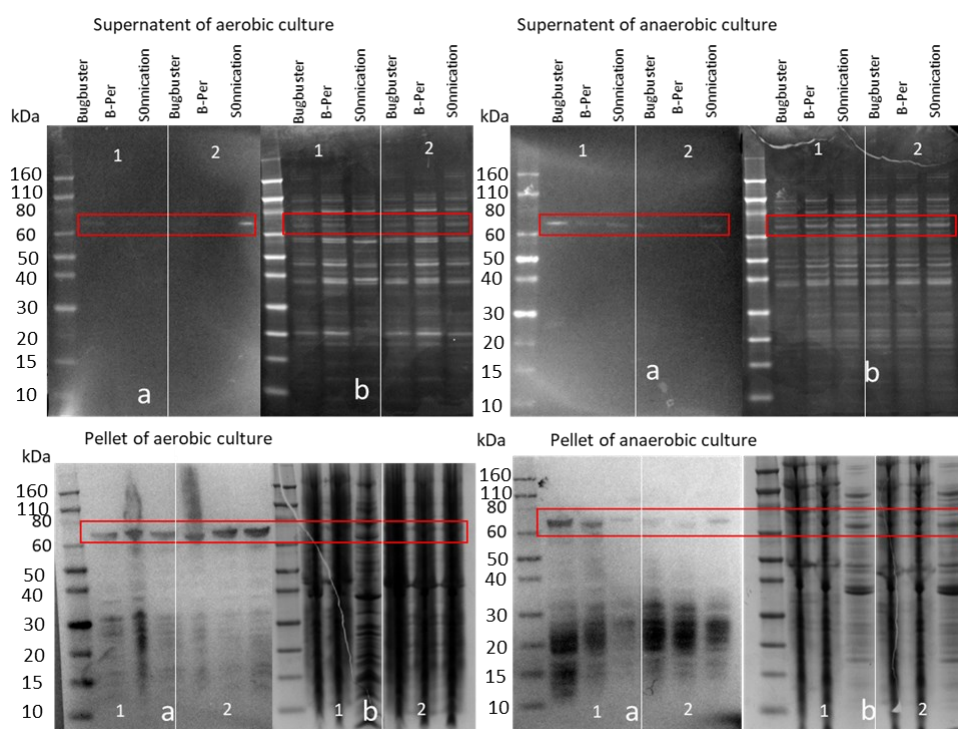 Supernatent of aerobic culture
Supernatent of anaerobic culture
Bugbuster
B-Per
S0nnication
Bugbuster
B-Per
S0nnication
Bugbuster
B-Per
S0nnication
Bugbuster
B-Per
S0nnication
Bugbuster
B-Per
S0nnication
Bugbuster
B-Per
S0nnication
Bugbuster
B-Per
S0nnication
Bugbuster
B-Per
S0nnication
kDa
160
110
80
60
50
40
30
20
15
10
1
2
a
1
2
b
kDa
160
110
80
60
50
40
30
20
15
10
1
2
a
1
2
b
Pellet of aerobic culture
kDa
160
110
80
60
50
40
30
20
15
10
1
a
2
1
b
2
Pellet of anaerobic culture
kDa
160
110
80
60
50
40
30
20
15
10
1
a
2
1
b
2